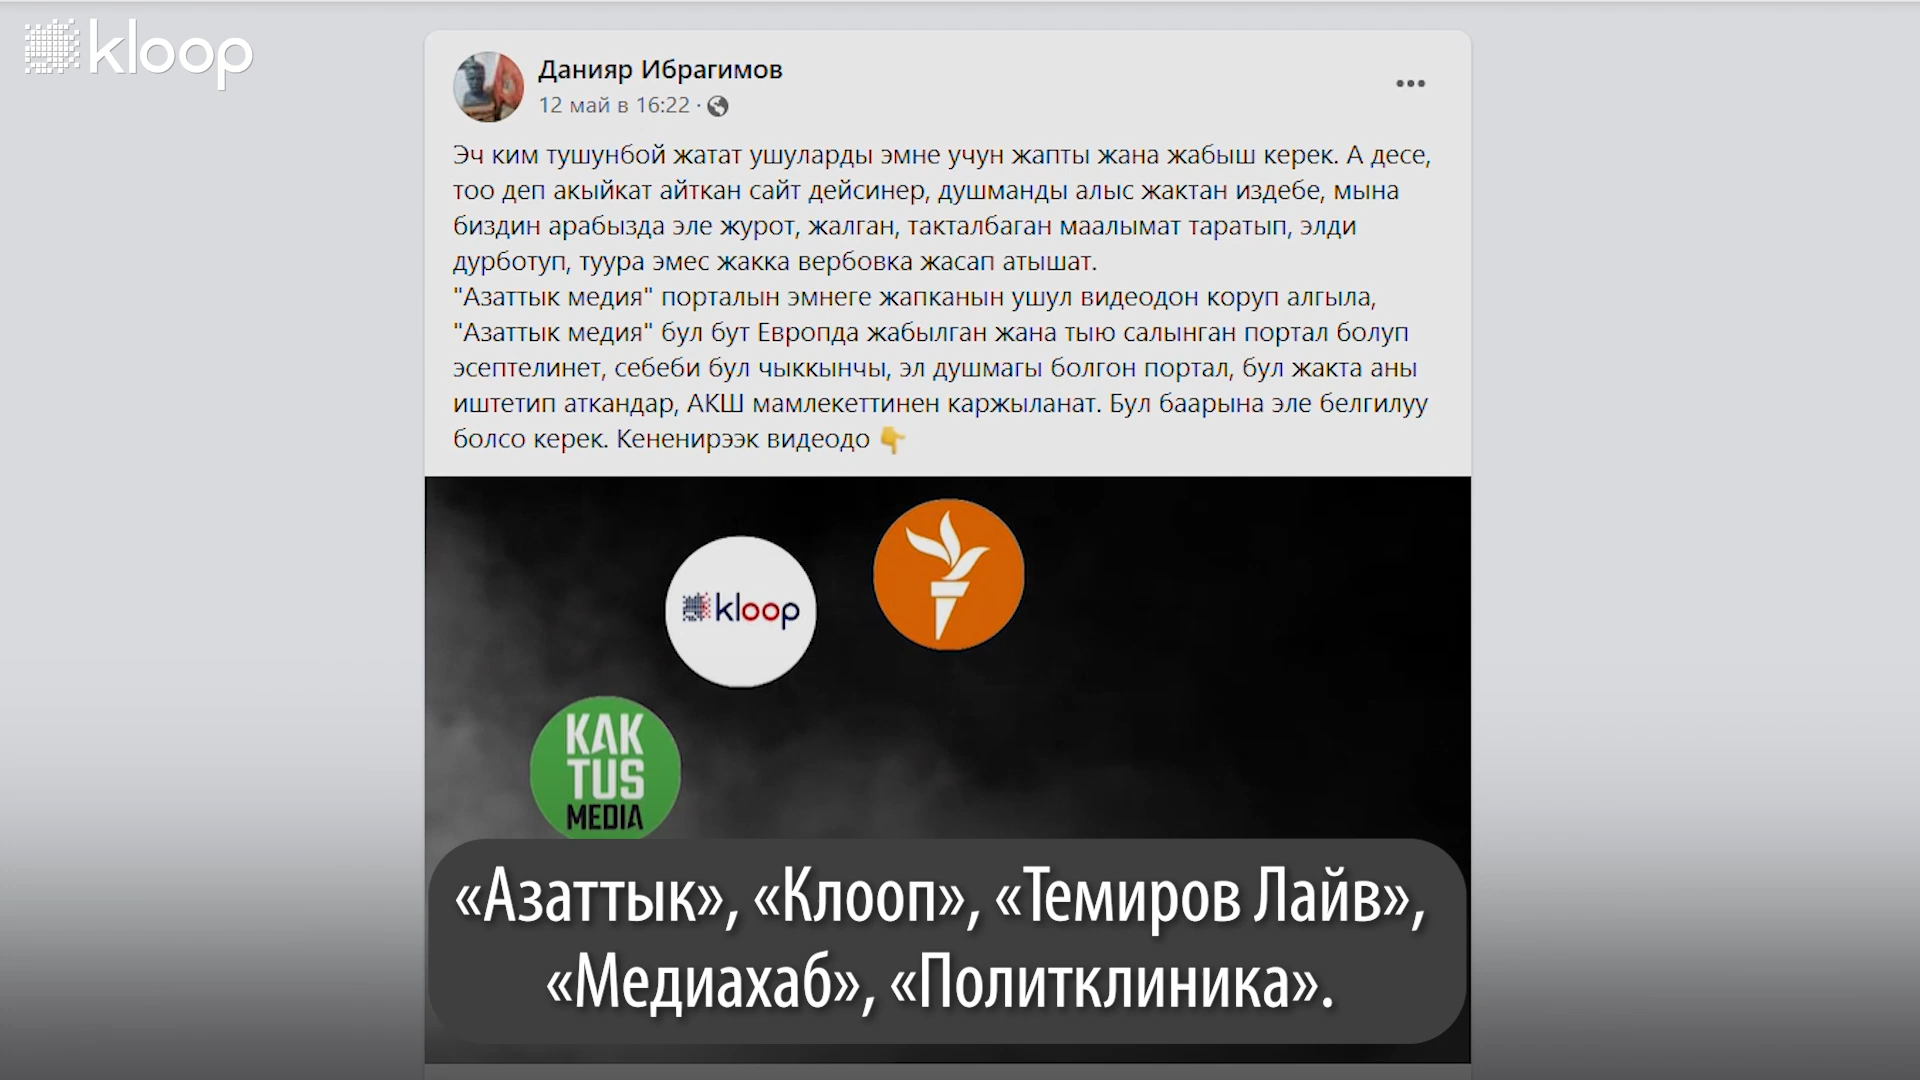 kloop
Данияр Ибрагимов
12 май в 16:22 ·
Эч ким тушунбой жатат ушуларды эмне учун жапты жана жабыш керек. А десе,
тоо деп акыйкат айткан сайт дейсинер, душманды алыс жактан издебе, мына
биздин арабызда эле журот, жалган, такталбаган маалымат таратып, элди
дурботуп, туура эмес жакка вербовка жасап атышат.
"Азаттык медия" порталын эмнеге жапканын ушул видеодон коруп алгыла,
"Азаттык медия" бул бут Европда жабылган жана тыю салынган портал болуп
эсептелинет, себеби бул чыккынчы, эл душмагы болгон портал, бул жакта аны
иштетип аткандар, АКШ мамлекеттинен каржыланат. Бул баарына эле белгилуу
болсо керек. Кененирээк видеодо 👇
kloop
KAK
TUS
MEDIA
«Азаттык», «Клооп», «Темиров Лайв»,
«Медиахаб», «Политклиника».